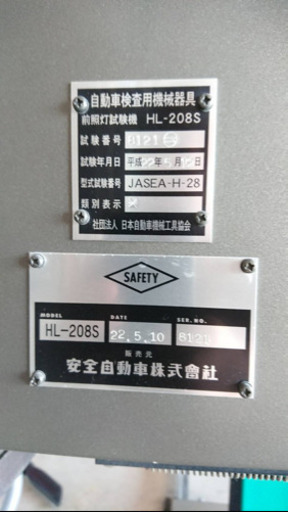 自動車検査用機械器具
前照灯試験機 HL-208S
試験番号 8121
試験年月日 平成22年 月 日
型式試験番号 JASEA-H-28
類別表示
社団法人 日本自動車機械工具協会
SAFETY
MODEL DATE SER.NO.
HL-208S 22.5.10 812
販売元
安全自動車株式會社